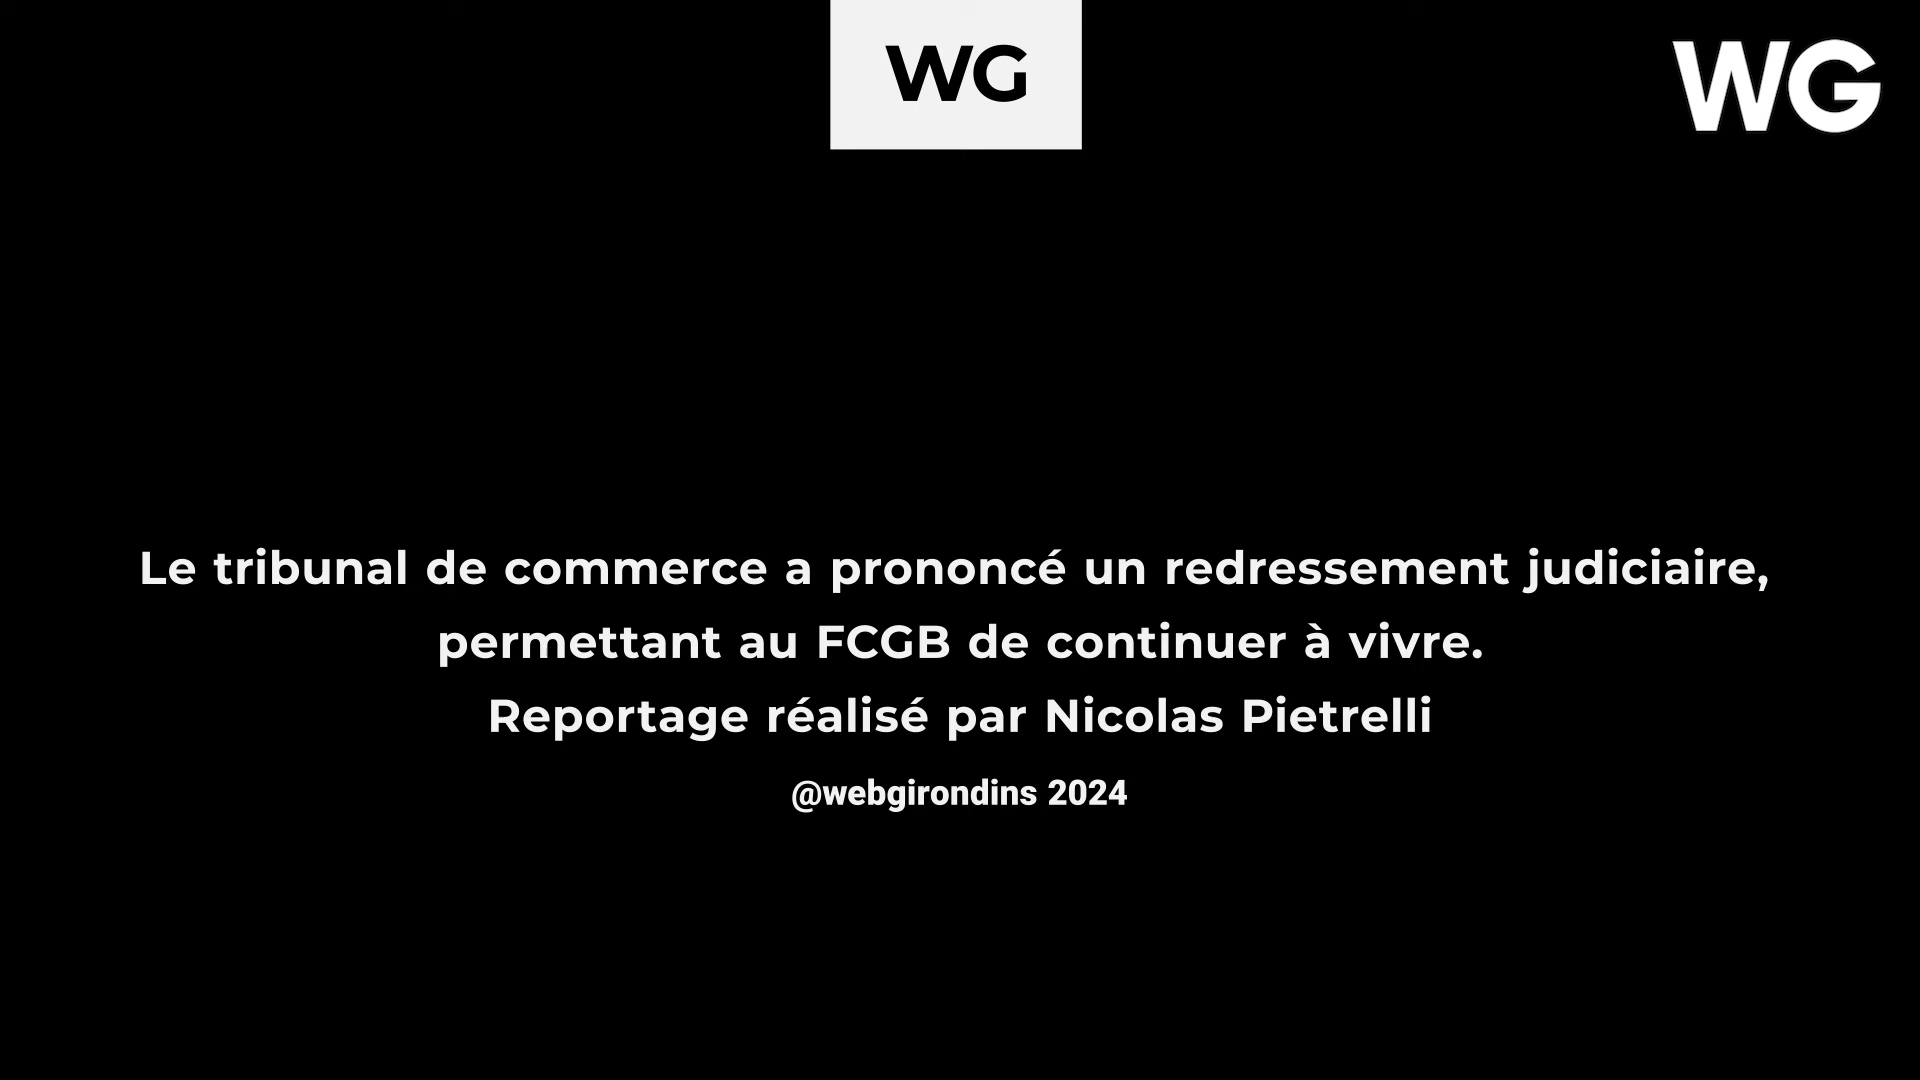 WG
WG
Le tribunal de commerce a prononcé un redressement judiciaire,
permettant au FCGB de continuer à vivre.
Reportage réalisé par Nicolas Pietrelli
@webgirondins 2024